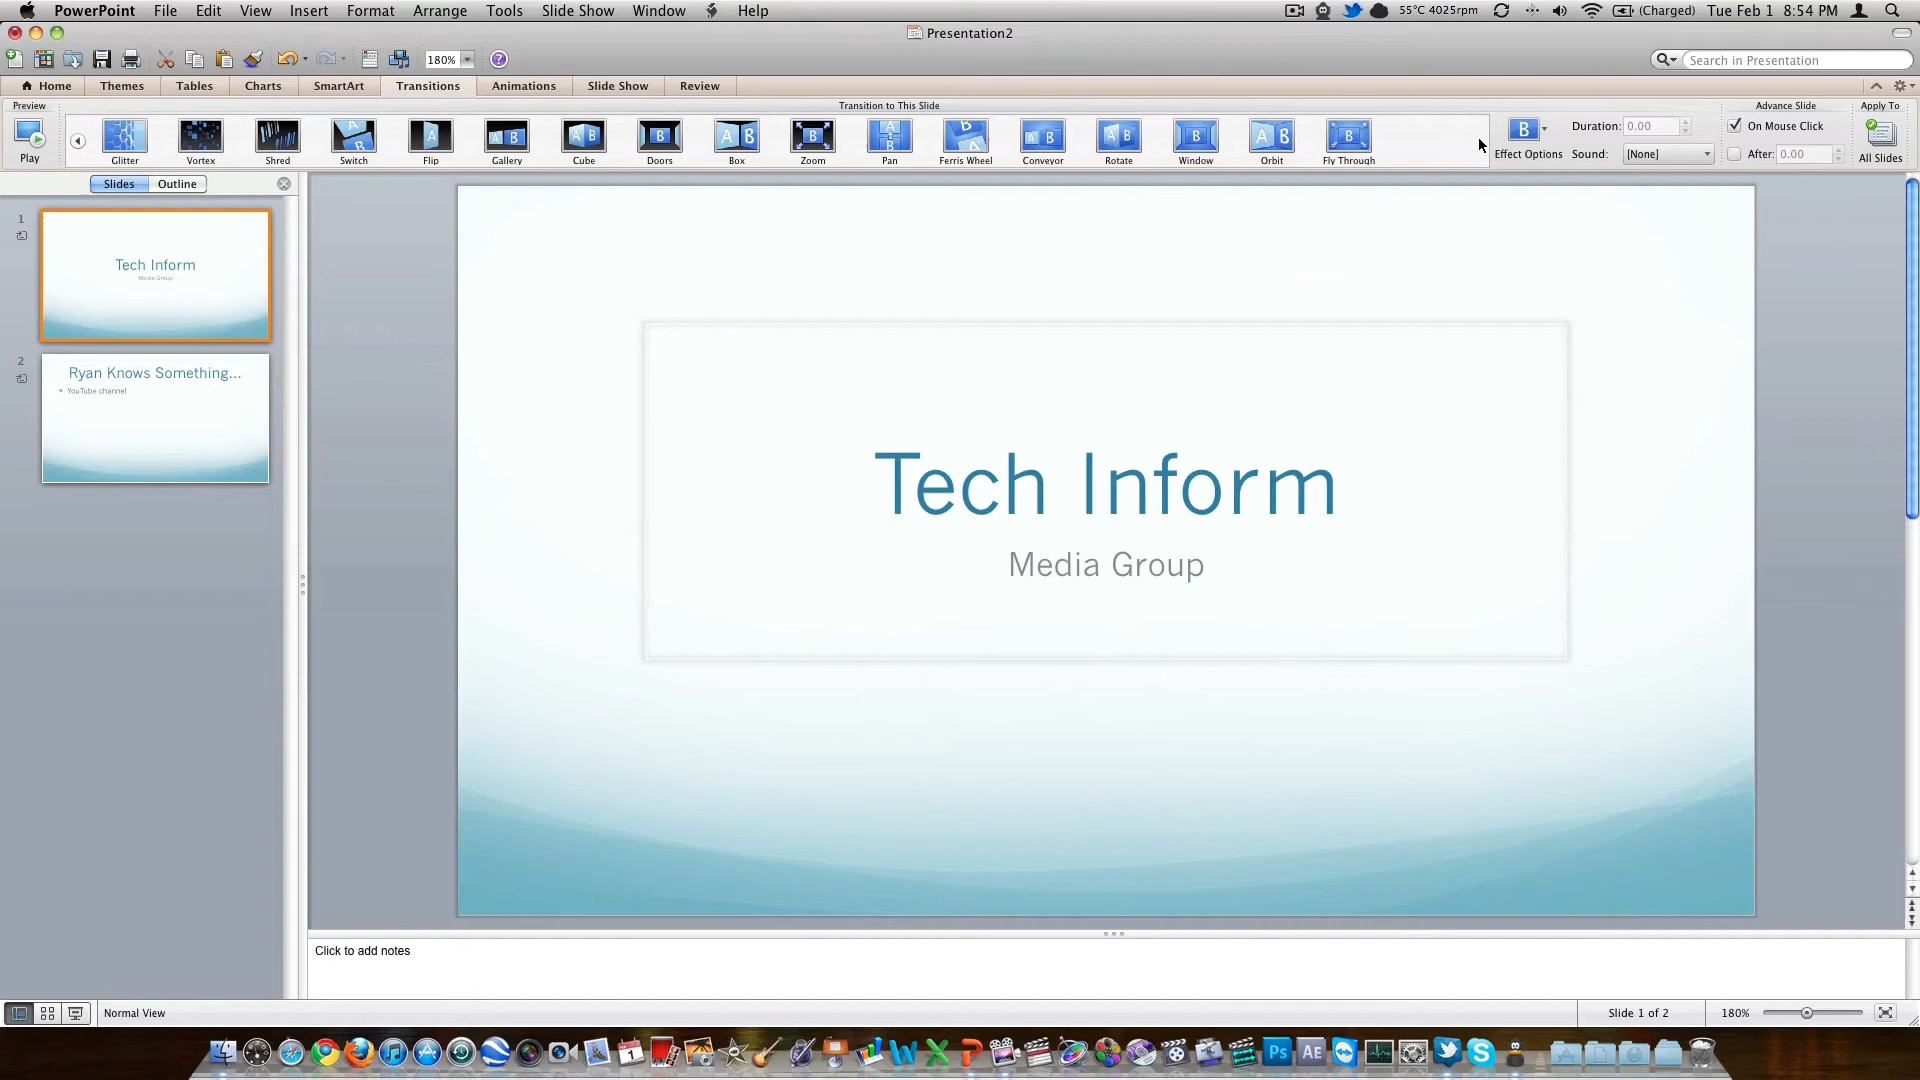 PowerPoint File Edit View Insert Format Arrange Tools Slide Show Window Help 55°C 4025rpm (Charged) Tue Feb 1 8:54 PM
Presentation2
180% Search in Presentation
Home Themes Tables Charts SmartArt Transitions Animations Slide Show Review
Preview Transition to This Slide Advance Slide Apply To
Duration: 0.00 On Mouse Click
Play Glitter Vortex Shred Switch Flip Gallery Cube Doors Box Zoom Pan Ferris Wheel Conveyor Rotate Window Orbit Fly Through Effect Options Sound: [None] After: 0.00 All Slides
Slides Outline
1
Tech Inform
Media Group
2
Ryan Knows Something...
• YouTube channel
Tech Inform
Media Group
Click to add notes
Normal View Slide 1 of 2 180%